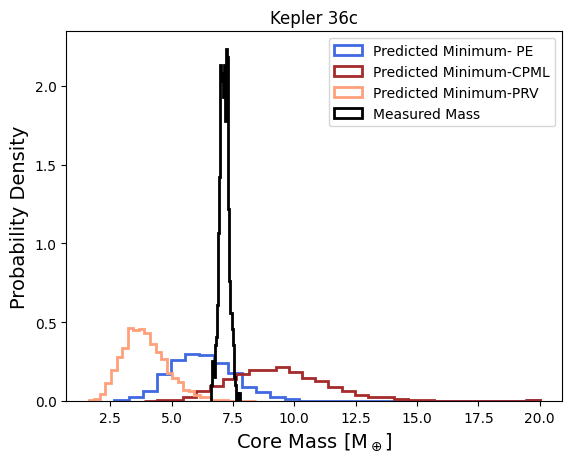 Kepler 36c
Predicted Minimum- PE
Predicted Minimum-CPML
Predicted Minimum-PRV
Measured Mass
Probability Density
2.0
1.5
1.0
0.5
0.0
2.5 5.0 7.5 10.0 12.5 15.0 17.5 20.0
Core Mass [M⊕]